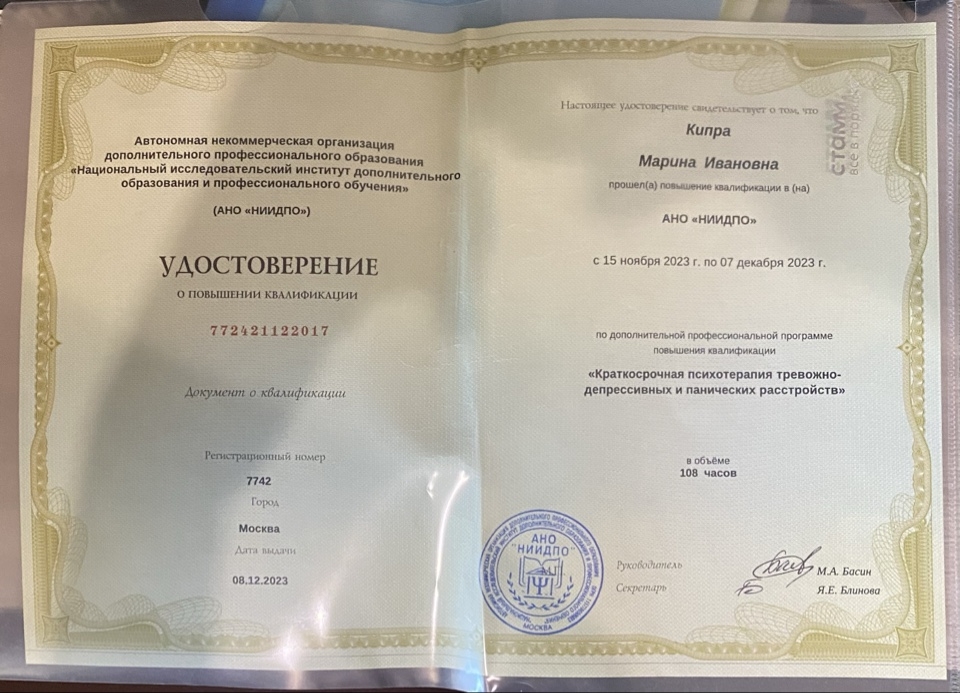 Автономная некоммерческая организация
дополнительного профессионального образования
«Национальный исследовательский институт дополнительного
образования и профессионального обучения»
(АНО «НИИДПО»)
УДОСТОВЕРЕНИЕ
О ПОВЫШЕНИИ КВАЛИФИКАЦИИ
772421122017
Документ о квалификации
Регистрационный номер
7742
Город
Москва
Дата выдачи
08.12.2023
Настоящее удостоверение свидетельствует о том, что
Кипра
Марина Ивановна
прошел(а) повышение квалификации в (на)
АНО «НИИДПО»
с 15 ноября 2023 г. по 07 декабря 2023 г.
по дополнительной профессиональной программе
повышения квалификации
«Краткосрочная психотерапия тревожно-
депрессивных и панических расстройств»
в объёме
108 часов
Руководитель
М.А. Басин
Секретарь
Я.Е. Блинова
АНО
"НИИДПО"
МОСКВА
стамм
все в порядке